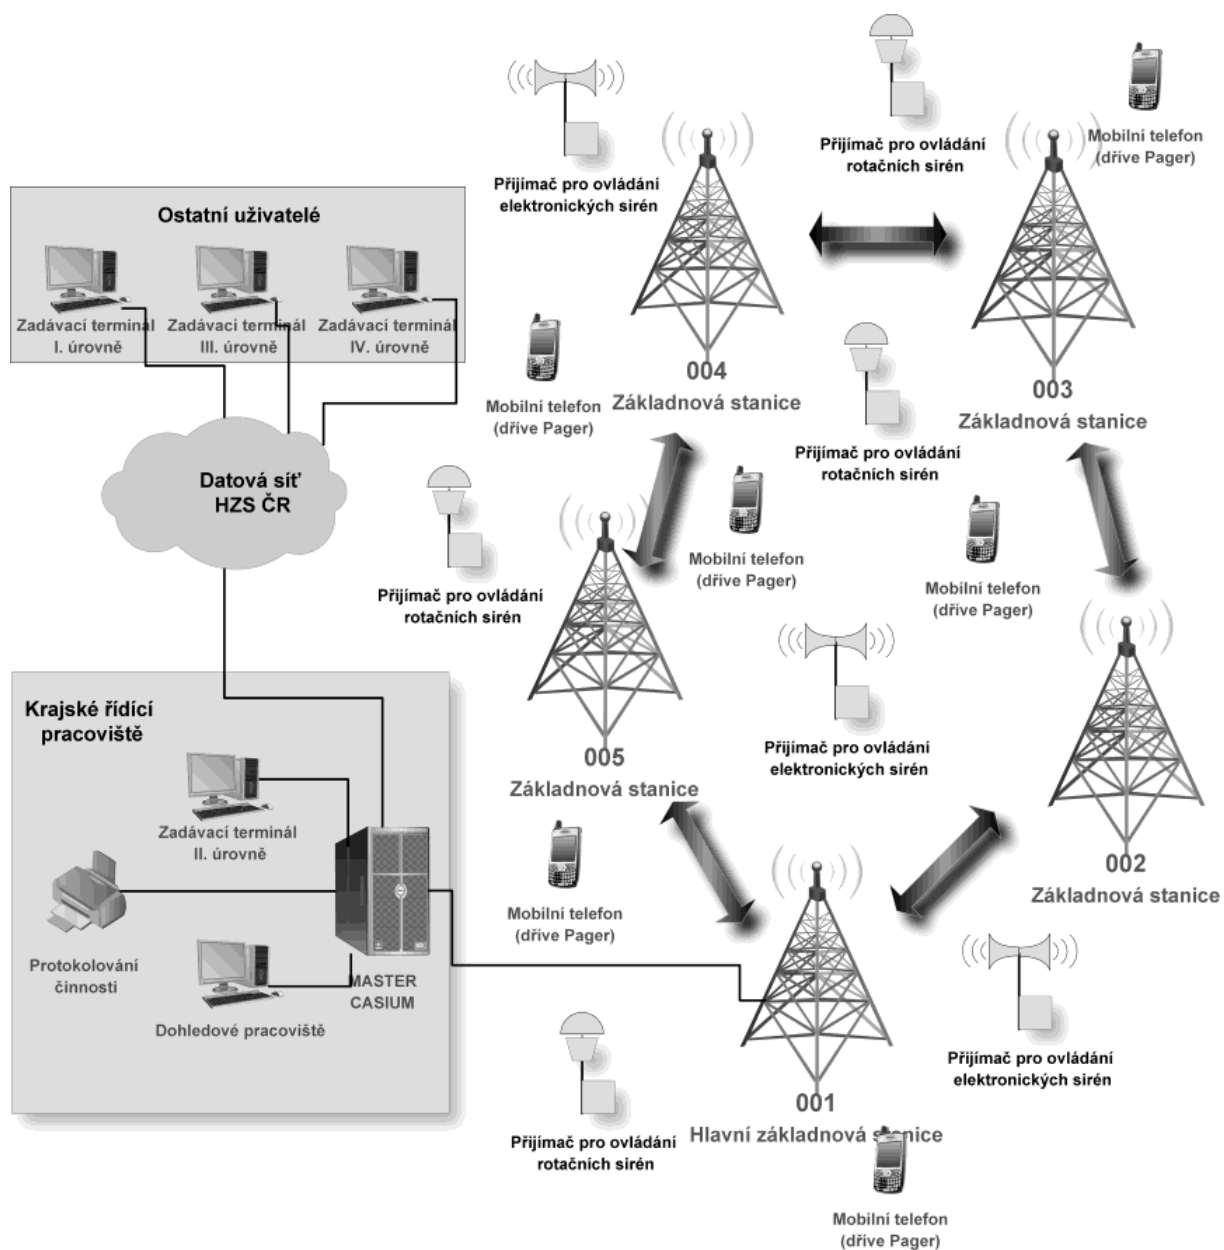 Přijímač pro ovládání
rotačních sirén
Mobilní telefon
(dříve Pager)
Přijímač pro ovládání
elektronických sirén
Ostatní uživatelé
Zadávací terminál
I. úrovně
Zadávací terminál
III. úrovně
Zadávací terminál
IV. úrovně
004
Základnová stanice
003
Základnová stanice
Mobilní telefon
(dříve Pager)
Přijímač pro ovládání
rotačních sirén
Datová síť
HZS ČR
Přijímač pro ovládání
rotačních sirén
Mobilní telefon
(dříve Pager)
Mobilní telefon
(dříve Pager)
Krajské řídící
pracoviště
005
Základnová stanice
Přijímač pro ovládání
elektronických sirén
Zadávací terminál
II. úrovně
002
Základnová stanice
Mobilní telefon
(dříve Pager)
Protokolování
činnosti
MASTER
CASIUM
Dohledové pracoviště
Přijímač pro ovládání
elektronických sirén
001
Hlavní základnová stanice
Přijímač pro ovládání
rotačních sirén
Mobilní telefon
(dříve Pager)